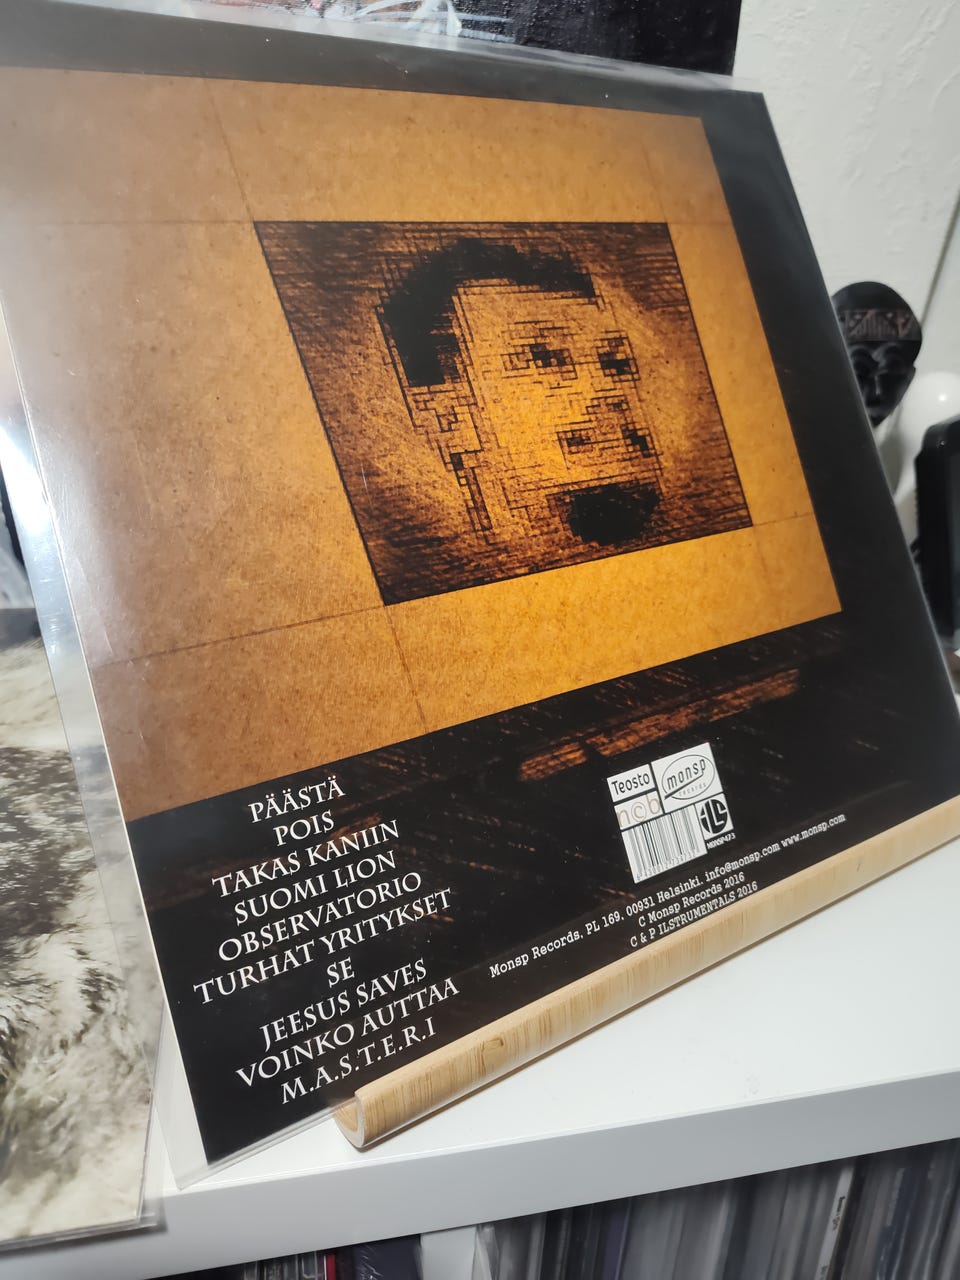 PÄÄSTÄ
POIS
TAKAS KANIIN
SUOMI LION
OBSERVATORIO
TURHAT YRITYKSET
SE
JEESUS SAVES
VOINKO AUTTAA
M.A.S.T.E.R.I
Teosto
monsp
records
n©b
Monsp Records, PL 169, 00931 Helsinki. info@monsp.com www.monsp.com
C Monsp Records 2016
C & P ILSTRUMENTALS 2016